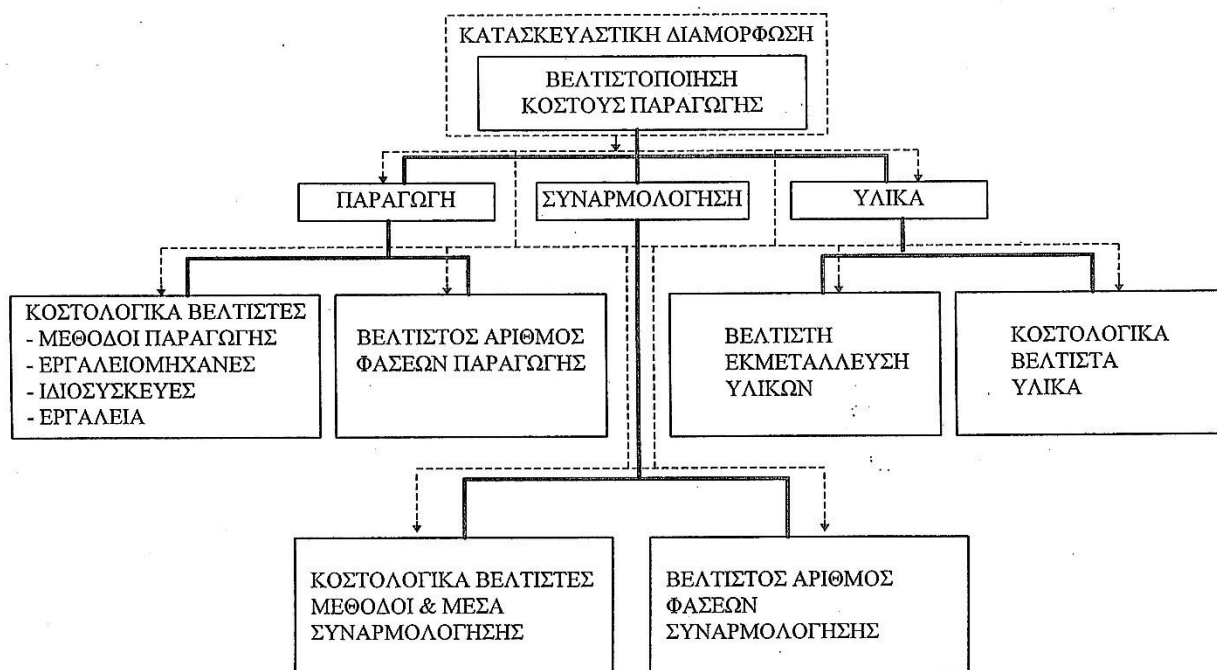 ΚΑΤΑΣΚΕΥΑΣΤΙΚΗ ΔΙΑΜΟΡΦΩΣΗ
ΒΕΛΤΙΣΤΟΠΟΙΗΣΗ
ΚΟΣΤΟΥΣ ΠΑΡΑΓΩΓΗΣ
ΠΑΡΑΓΩΓΗ
ΣΥΝΑΡΜΟΛΟΓΗΣΗ
ΥΛΙΚΑ
ΚΟΣΤΟΛΟΓΙΚΑ ΒΕΛΤΙΣΤΕΣ
- ΜΕΘΟΔΟΙ ΠΑΡΑΓΩΓΗΣ
- ΕΡΓΑΛΕΙΟΜΗΧΑΝΕΣ
- ΙΔΙΟΣΥΣΚΕΥΕΣ
- ΕΡΓΑΛΕΙΑ
ΒΕΛΤΙΣΤΟΣ ΑΡΙΘΜΟΣ
ΦΑΣΕΩΝ ΠΑΡΑΓΩΓΗΣ
ΒΕΛΤΙΣΤΗ
ΕΚΜΕΤΑΛΛΕΥΣΗ
ΥΛΙΚΩΝ
ΚΟΣΤΟΛΟΓΙΚΑ
ΒΕΛΤΙΣΤΑ
ΥΛΙΚΑ
ΚΟΣΤΟΛΟΓΙΚΑ ΒΕΛΤΙΣΤΕΣ
ΜΕΘΟΔΟΙ & ΜΕΣΑ
ΣΥΝΑΡΜΟΛΟΓΗΣΗΣ
ΒΕΛΤΙΣΤΟΣ ΑΡΙΘΜΟΣ
ΦΑΣΕΩΝ
ΣΥΝΑΡΜΟΛΟΓΗΣΗΣ